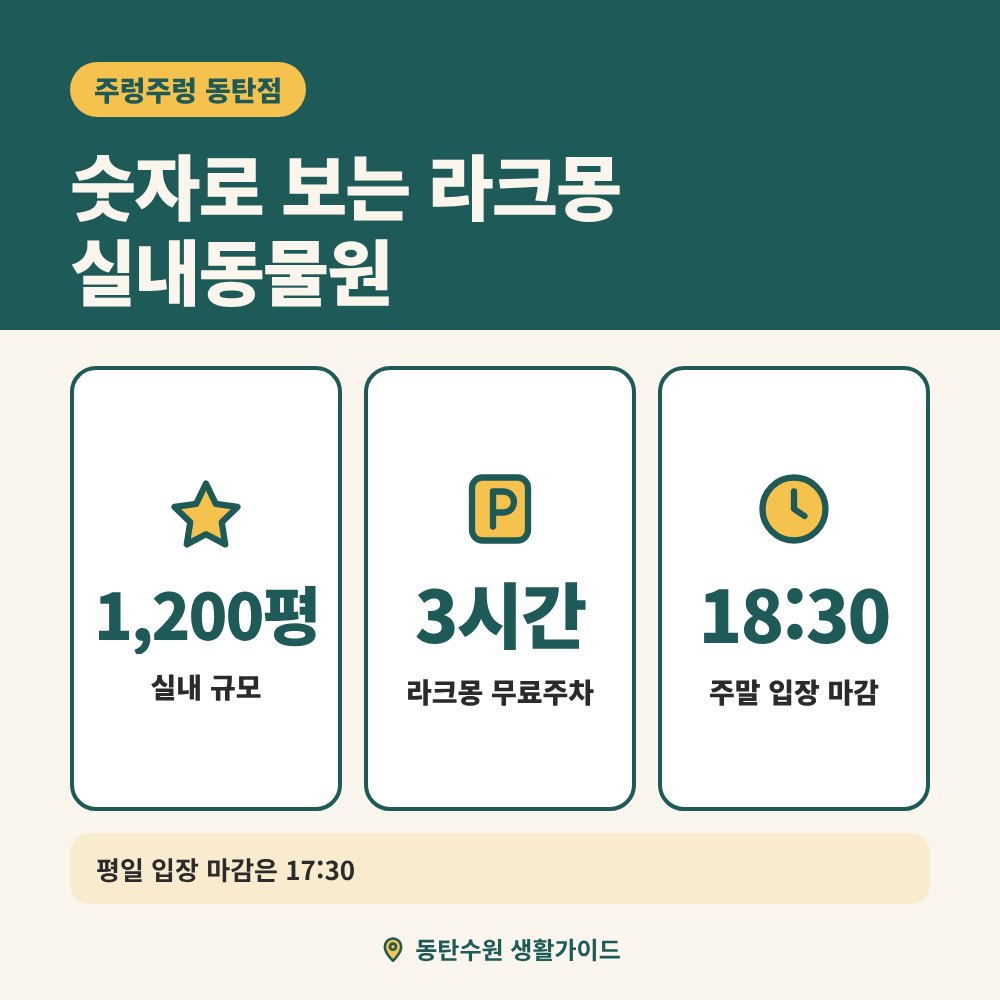 주렁주렁 동탄점
숫자로 보는 라크몽
실내동물원
1,200평
실내 규모
P
3시간
라크몽 무료주차
18:30
주말 입장 마감
평일 입장 마감은 17:30
동탄수원 생활가이드